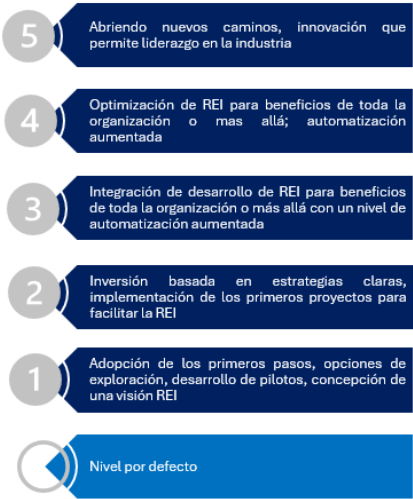 5
Abriendo nuevos caminos, innovación que
permite liderazgo en la industria
4
Optimización de REI para beneficios de toda la
organización o mas allá; automatización
aumentada
3
Integración de desarrollo de REI para beneficios
de toda la organización o más allá con un nivel de
automatización aumentada
2
Inversión basada en estrategias claras,
implementación de los primeros proyectos para
facilitar la REI
1
Adopción de los primeros pasos, opciones de
exploración, desarrollo de pilotos, concepción de
una visión REI
Nivel por defecto